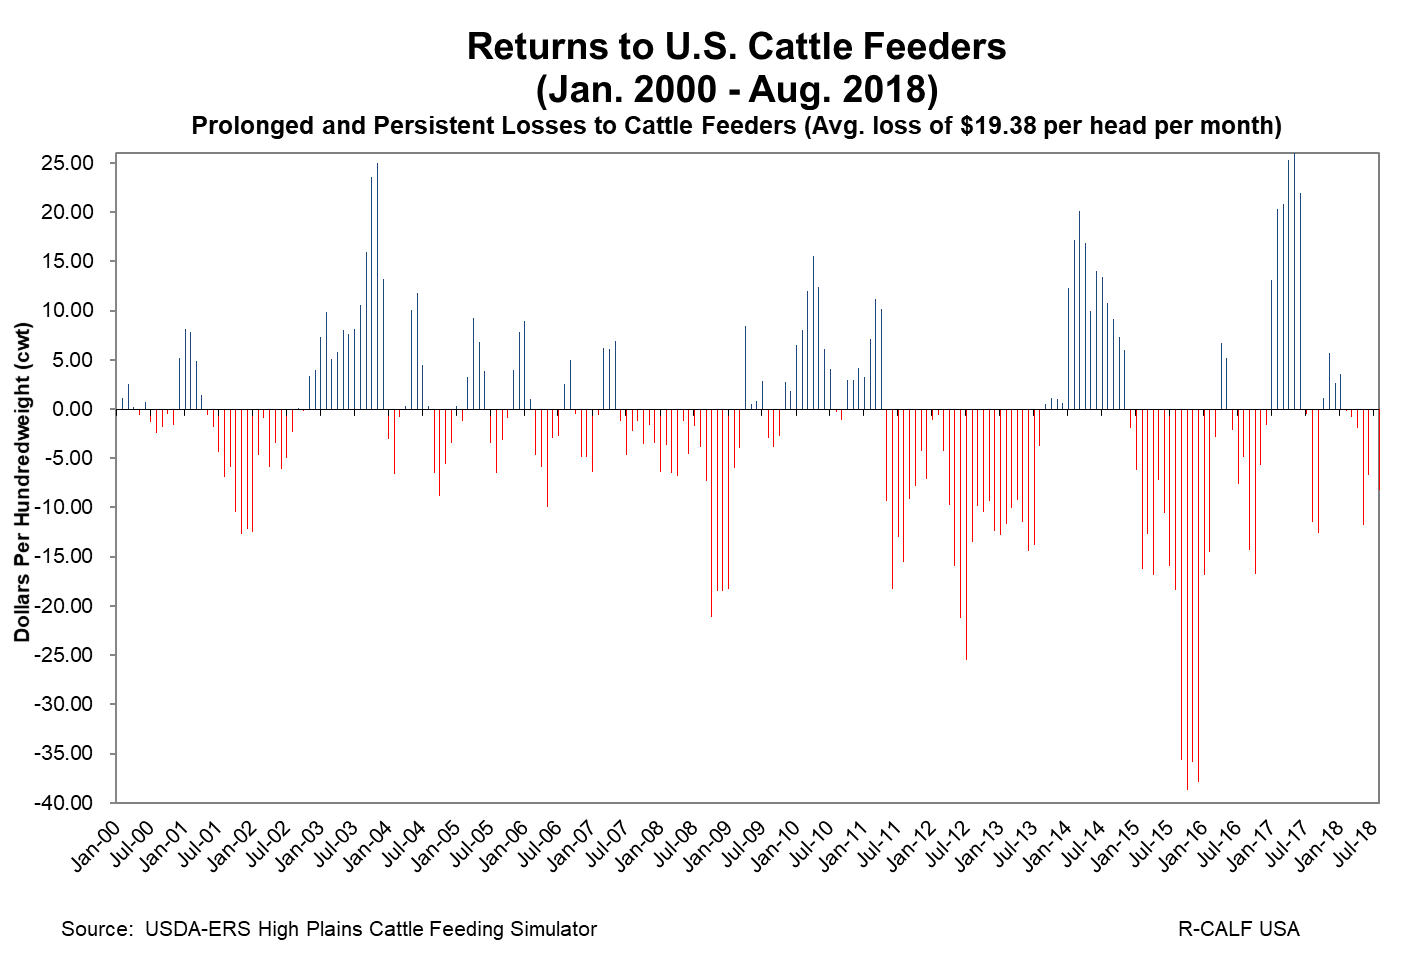 Returns to U.S. Cattle Feeders
(Jan. 2000 - Aug. 2018)
Prolonged and Persistent Losses to Cattle Feeders (Avg. loss of $19.38 per head per month)
Dollars Per Hundredweight (cwt)
25.00
20.00
15.00
10.00
5.00
0.00
-5.00
-10.00
-15.00
-20.00
-25.00
-30.00
-35.00
-40.00
Jan-00
Jul-00
Jan-01
Jul-01
Jan-02
Jul-02
Jan-03
Jul-03
Jan-04
Jul-04
Jan-05
Jul-05
Jan-06
Jul-06
Jan-07
Jul-07
Jan-08
Jul-08
Jan-09
Jul-09
Jan-10
Jul-10
Jan-11
Jul-11
Jan-12
Jul-12
Jan-13
Jul-13
Jan-14
Jul-14
Jan-15
Jul-15
Jan-16
Jul-16
Jan-17
Jul-17
Jan-18
Jul-18
Source:  USDA-ERS High Plains Cattle Feeding Simulator
R-CALF USA